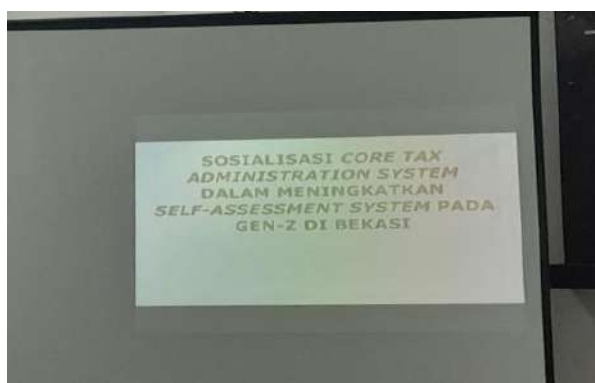 SOSIALISASI CORE TAX
ADMINISTRATION SYSTEM
DALAM MENINGKATKAN
SELF-ASSESSMENT SYSTEM PADA
GEN-Z DI BEKASI